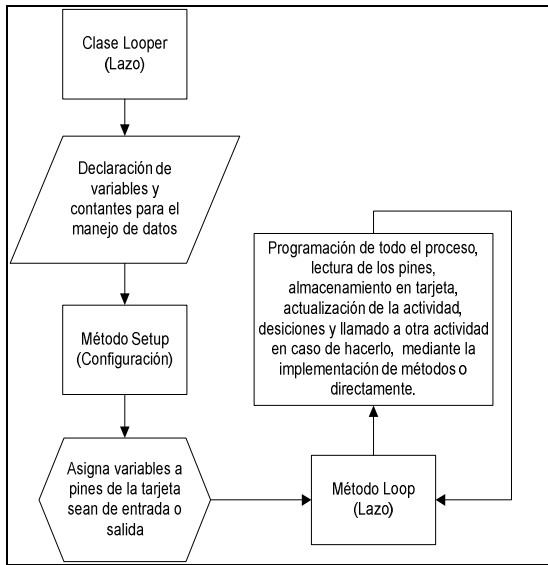 Clase Looper
(Lazo)
Declaración de
variables y
contantes para el
manejo de datos
Método Setup
(Configuración)
Asigna variables a
pines de la tarjeta
sean de entrada o
salida
Programación de todo el proceso,
lectura de los pines,
almacenamiento en tarjeta,
actualización de la actividad,
desiciones y llamado a otra actividad
en caso de hacerlo, mediante la
implementación de métodos o
directamente.
Método Loop
(Lazo)